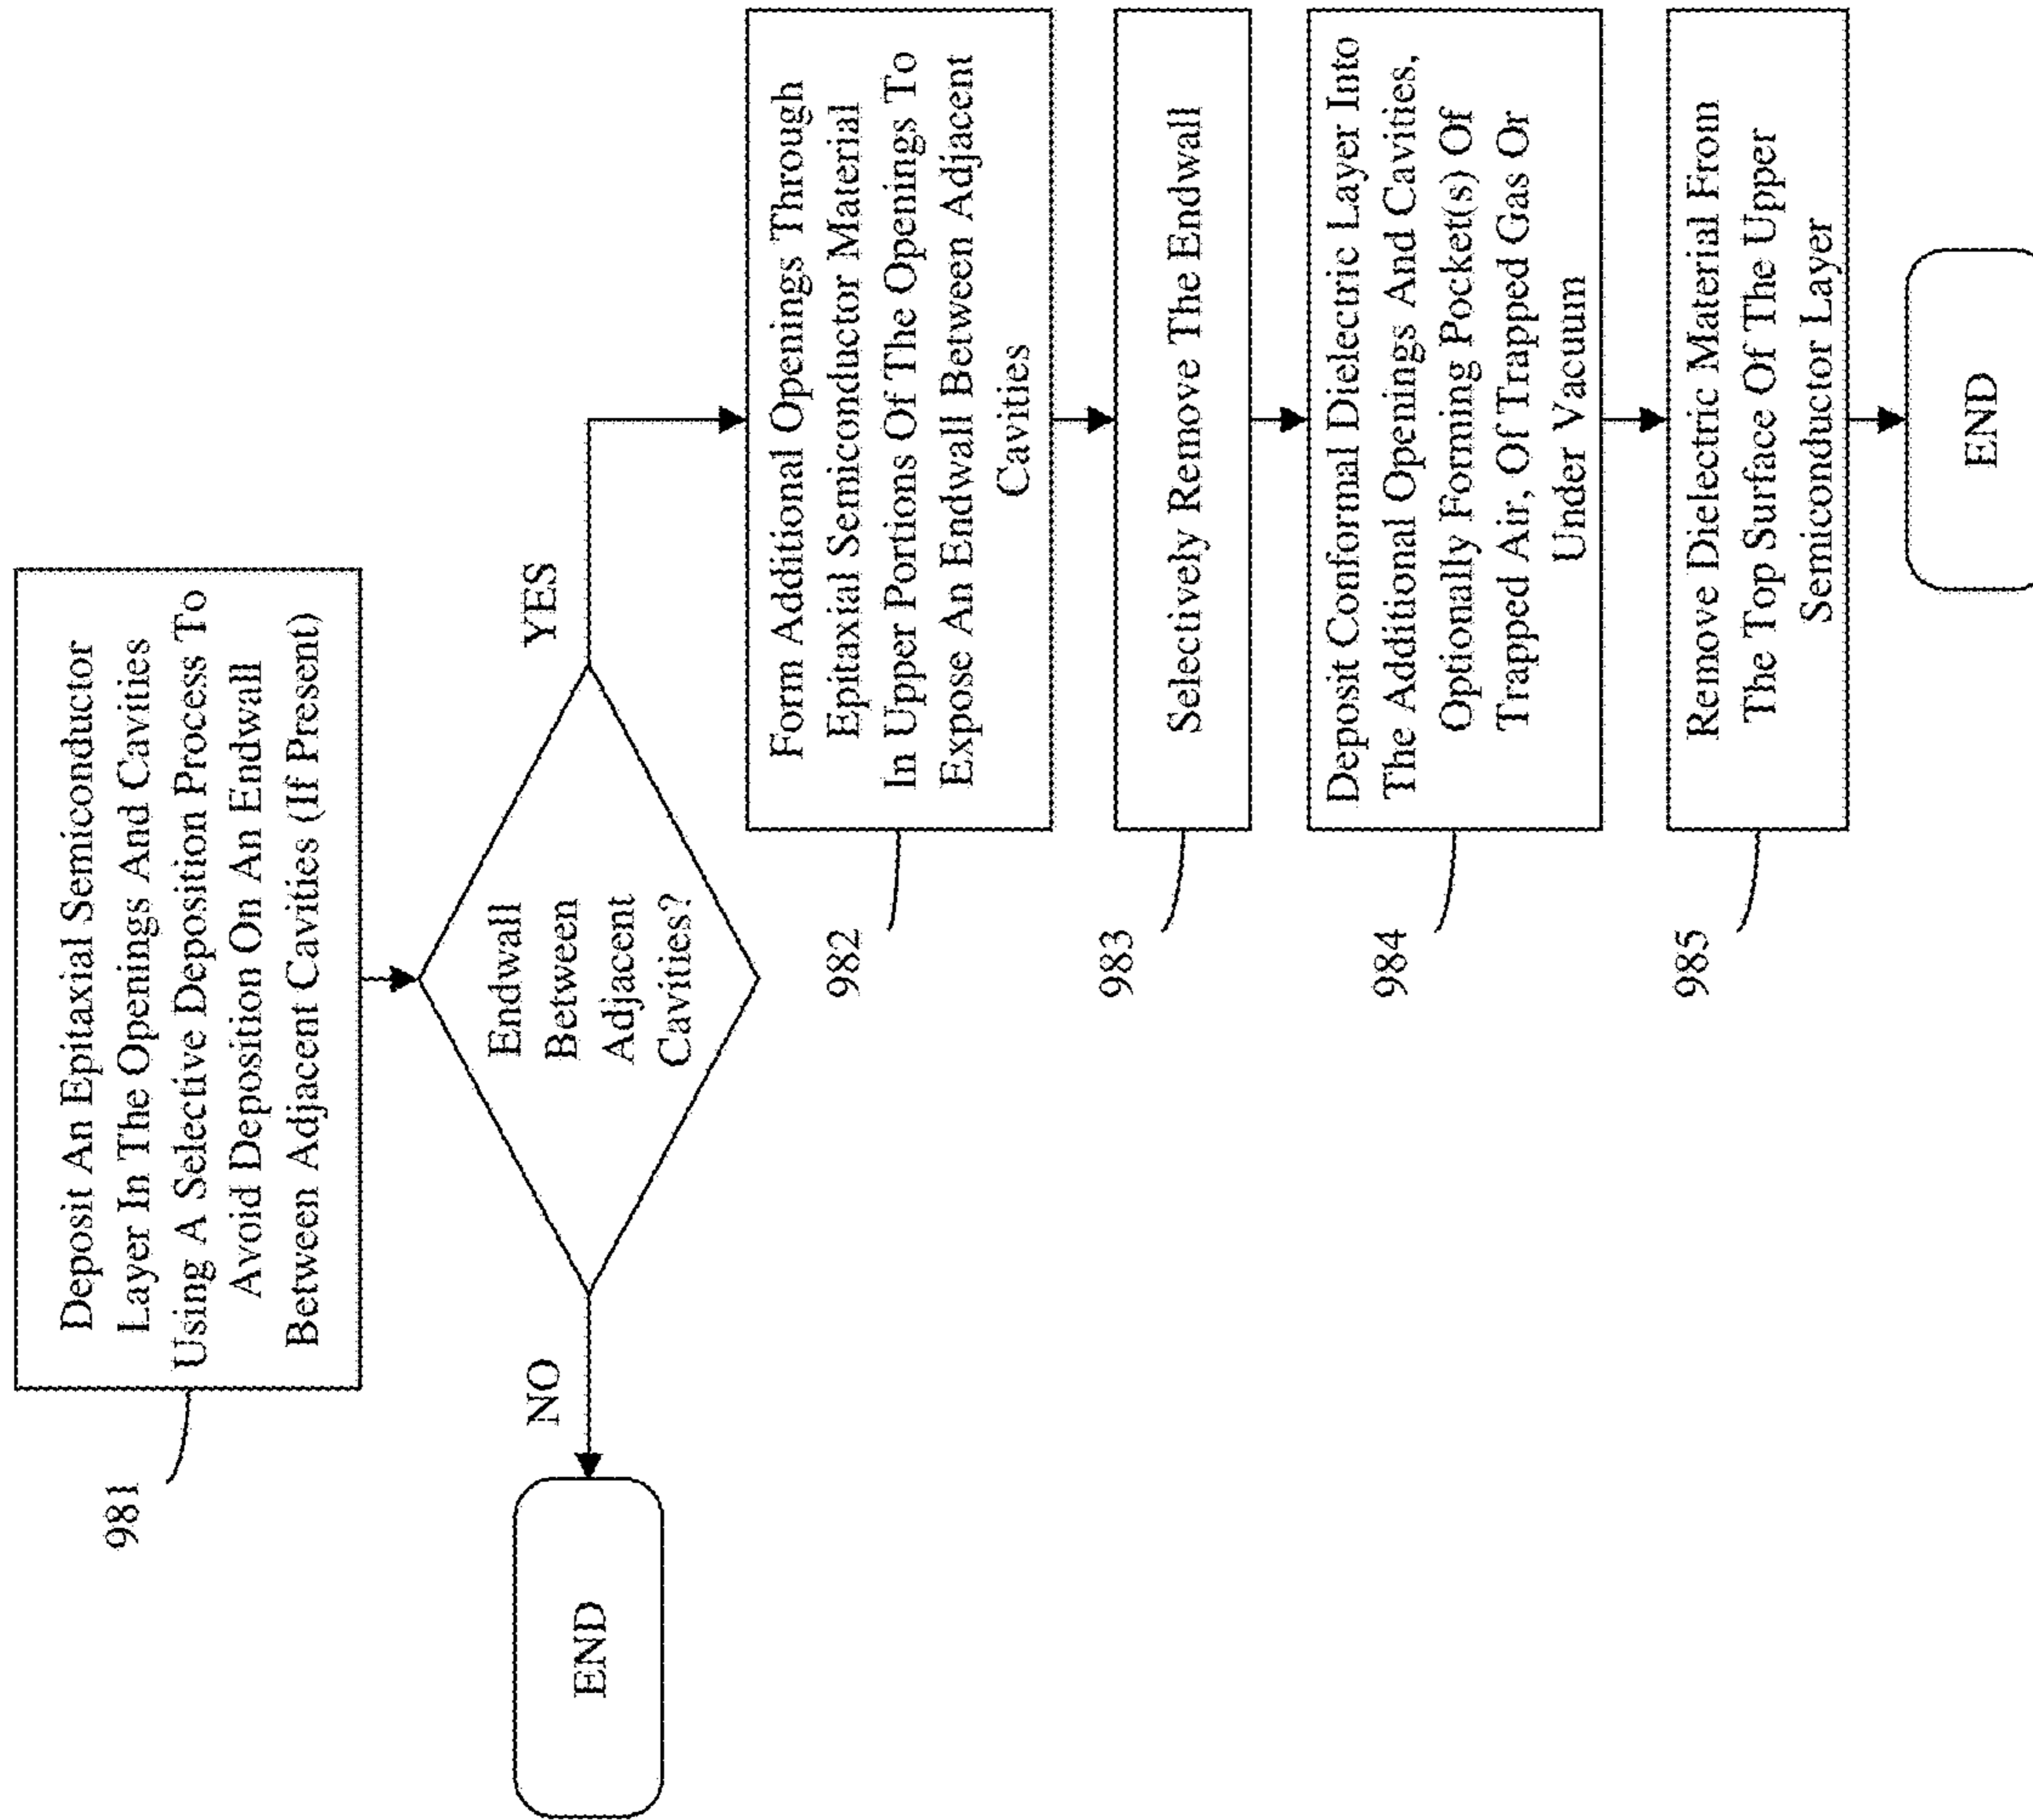 981
Deposit An Epitaxial Semiconductor
Layer In The Openings And Cavities
Using A Selective Deposition Process To
Avoid Deposition On An Endwall
Between Adjacent Cavities (If Present)
Endwall
Between
Adjacent
Cavities?
NO
END
YES
982
Form Additional Openings Through
Epitaxial Semiconductor Material
In Upper Portions Of The Openings To
Expose An Endwall Between Adjacent
Cavities
983
Selectively Remove The Endwall
984
Deposit Conformal Dielectric Layer Into
The Additional Openings And Cavities,
Optionally Forming Pocket(s) Of
Trapped Air, Of Trapped Gas Or
Under Vacuum
985
Remove Dielectric Material From
The Top Surface Of The Upper
Semiconductor Layer
END